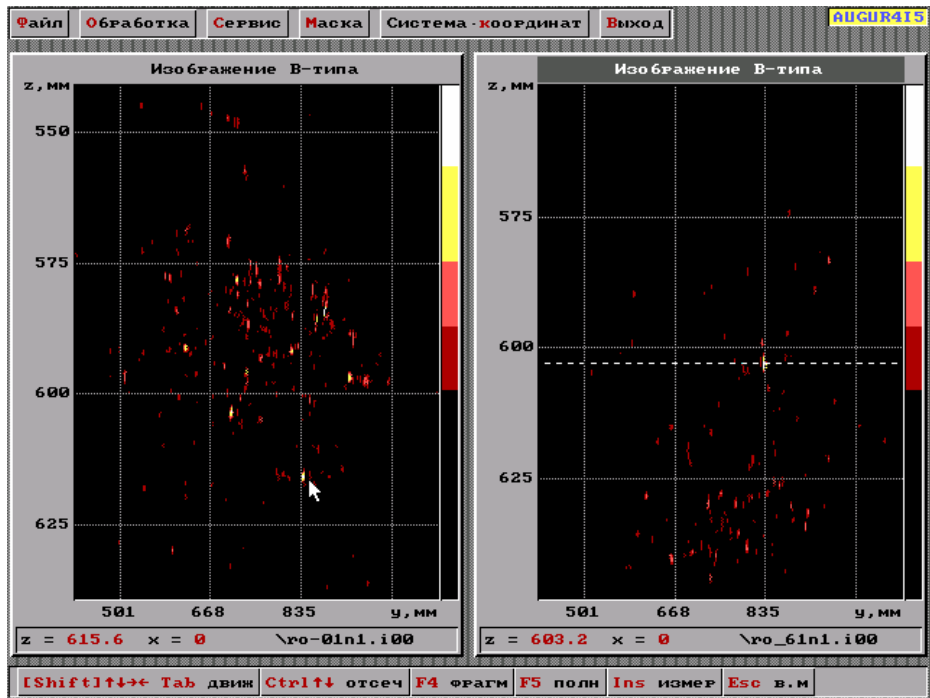 Файл Обработка Сервис Маска Система·координат Выход AUGUR4I5
Изображение В-типа
z,мм
550
575
600
625
501 668 835 у,мм
z = 615.6 x = 0 \ro-01n1.i00
Изображение В-типа
z,мм
575
600
625
501 668 835 у,мм
z = 603.2 x = 0 \ro_61n1.i00
[Shift]↑↓→← Tab движ Ctrl↑↓ отсеч F4 фрагм F5 полн Ins измер Esc в.м